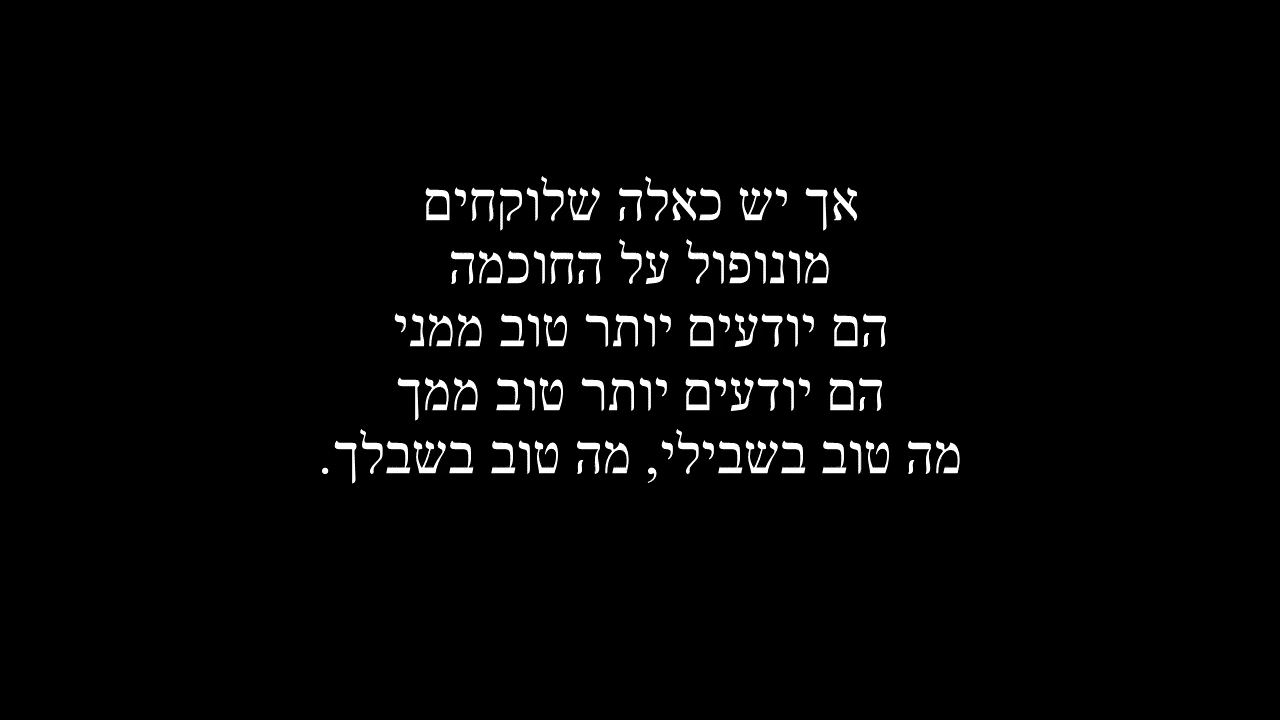 אך יש כאלה שלוקחים
מונופול על החוכמה
הם יודעים יותר טוב ממני
הם יודעים יותר טוב ממך
מה טוב בשבילי, מה טוב בשבלך.